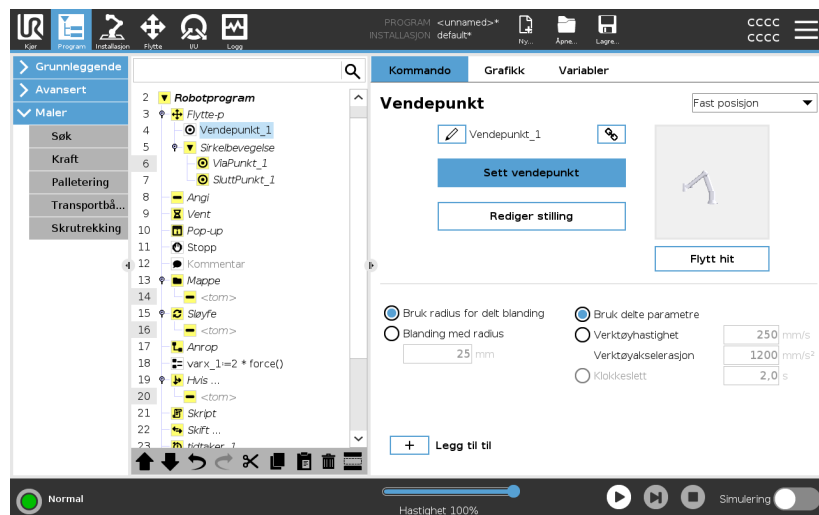 PROGRAM <unnamed>*
INSTALLASJON default*
CCCC
CCCC
Kjør Program Installasjon Flytte I/U Logg Ny... Åpne... Lagre...
Grunnleggende
Avansert
Maler
Søk
Kraft
Palletering
Transportbå...
Skrutrekking
2 Robotprogram
3 Flytte-p
4 Vendepunkt_1
5 Sirkelbevegelse
6 ViaPunkt_1
7 SluttPunkt_1
8 Angi
9 Vent
10 Pop-up
11 Stopp
12 Kommentar
13 Mappe
14 <tom>
15 Sløyfe
16 <tom>
17 Anrop
18 varx_1≔2 * force()
19 Hvis ...
20 <tom>
21 Skript
22 Skift ...
23 tidtaker_1
Kommando Grafikk Variabler
Vendepunkt
Fast posisjon
Vendepunkt_1
Sett vendepunkt
Rediger stilling
Flytt hit
Bruk radius for delt blanding
Blanding med radius
25 mm
Bruk delte parametre
Verktøyhastighet 250 mm/s
Verktøyakselerasjon 1200 mm/s²
Klokkeslett 2,0 s
+ Legg til til
Normal
Hastighet 100%
Simulering